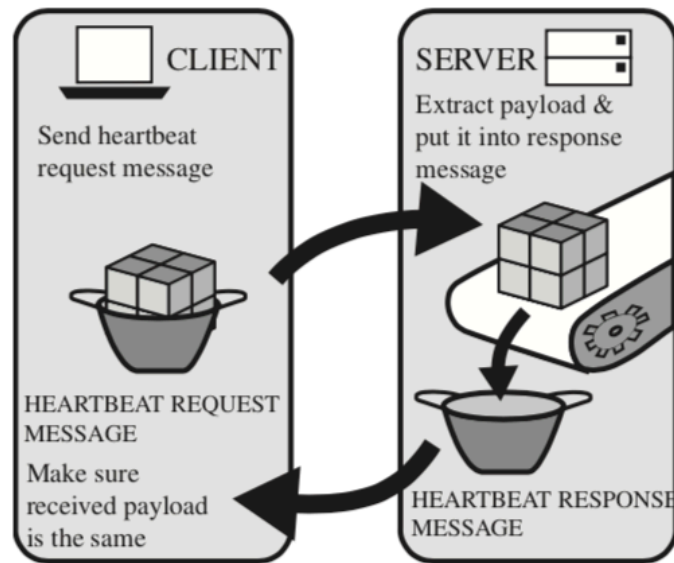 CLIENT
Send heartbeat
request message
HEARTBEAT REQUEST
MESSAGE
Make sure
received payload
is the same
SERVER
Extract payload &
put it into response
message
HEARTBEAT RESPONSE
MESSAGE